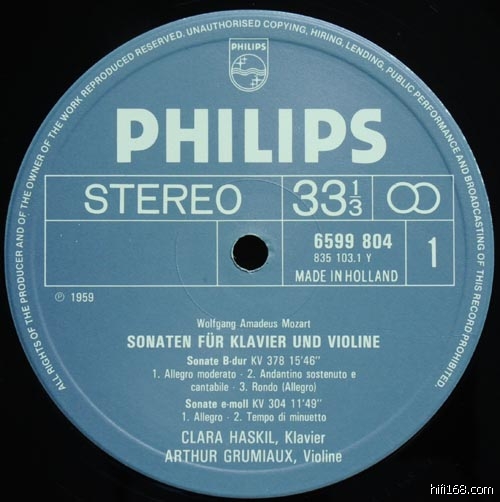 ALL RIGHTS OF THE PRODUCER AND OF THE OWNER OF THE WORK REPRODUCED RESERVED. UNAUTHORISED COPYING, HIRING, LENDING, PUBLIC PERFORMANCE AND BROADCASTING OF THIS RECORD PROHIBITED.
PHILIPS
PHILIPS
STEREO
33 1/3
6599 804
835 103.1 Y
MADE IN HOLLAND
1
℗ 1959
Wolfgang Amadeus Mozart
SONATEN FÜR KLAVIER UND VIOLINE
Sonate B-dur KV 378 15'46"
1. Allegro moderato · 2. Andantino sostenuto e
cantabile · 3. Rondo (Allegro)
Sonate e-moll KV 304 11'49"
1. Allegro · 2. Tempo di minuetto
CLARA HASKIL, Klavier
ARTHUR GRUMIAUX, Violine
hifi168.com